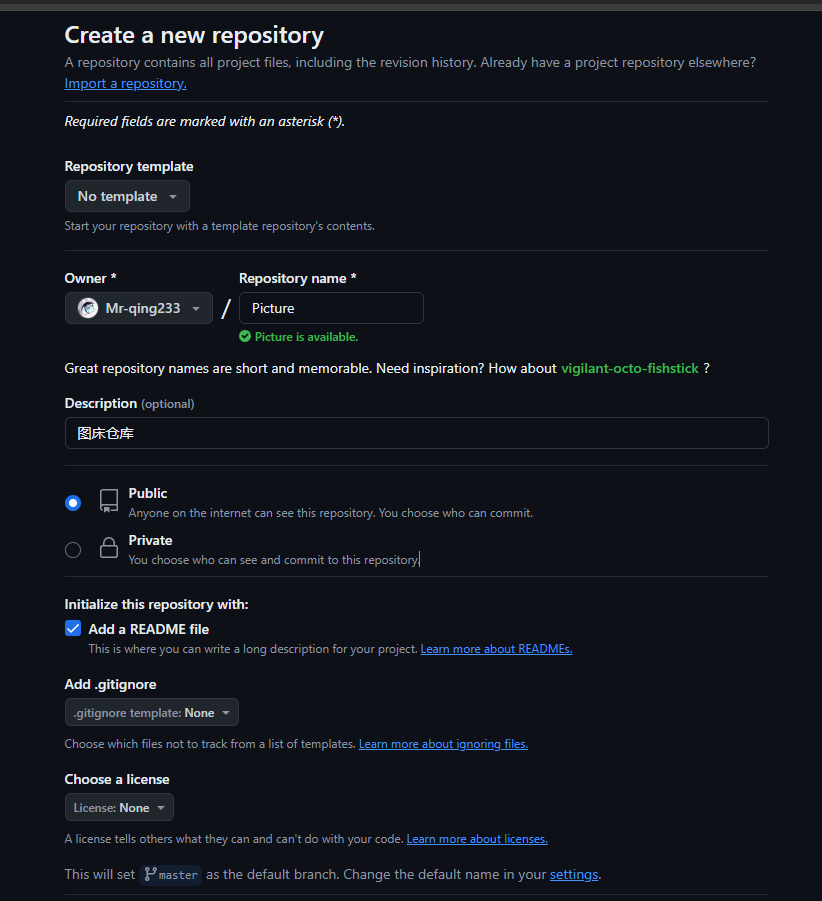 Create a new repository
A repository contains all project files, including the revision history. Already have a project repository elsewhere?
Import a repository.
Required fields are marked with an asterisk (*).
Repository template
No template
Start your repository with a template repository's contents.
Owner *
Repository name *
Mr-qing233
/
Picture
Picture is available.
Great repository names are short and memorable. Need inspiration? How about vigilant-octo-fishstick ?
Description (optional)
图床仓库
Public
Anyone on the internet can see this repository. You choose who can commit.
Private
You choose who can see and commit to this repository.
Initialize this repository with:
Add a README file
This is where you can write a long description for your project. Learn more about READMEs.
Add .gitignore
.gitignore template: None
Choose which files not to track from a list of templates. Learn more about ignoring files.
Choose a license
License: None
A license tells others what they can and can't do with your code. Learn more about licenses.
This will set master as the default branch. Change the default name in your settings.